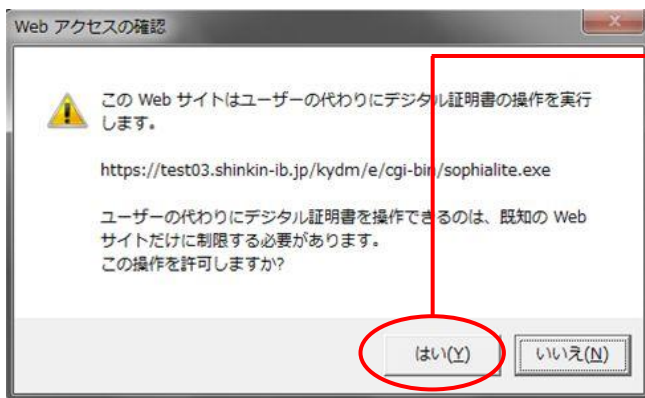 Web アクセスの確認
この Web サイトはユーザーの代わりにデジタル証明書の操作を実行
します。
https://test03.shinkin-ib.jp/kydm/e/cgi-bin/sophialite.exe
ユーザーの代わりにデジタル証明書を操作できるのは、既知の Web
サイトだけに制限する必要があります。
この操作を許可しますか?
はい(Y) いいえ(N)